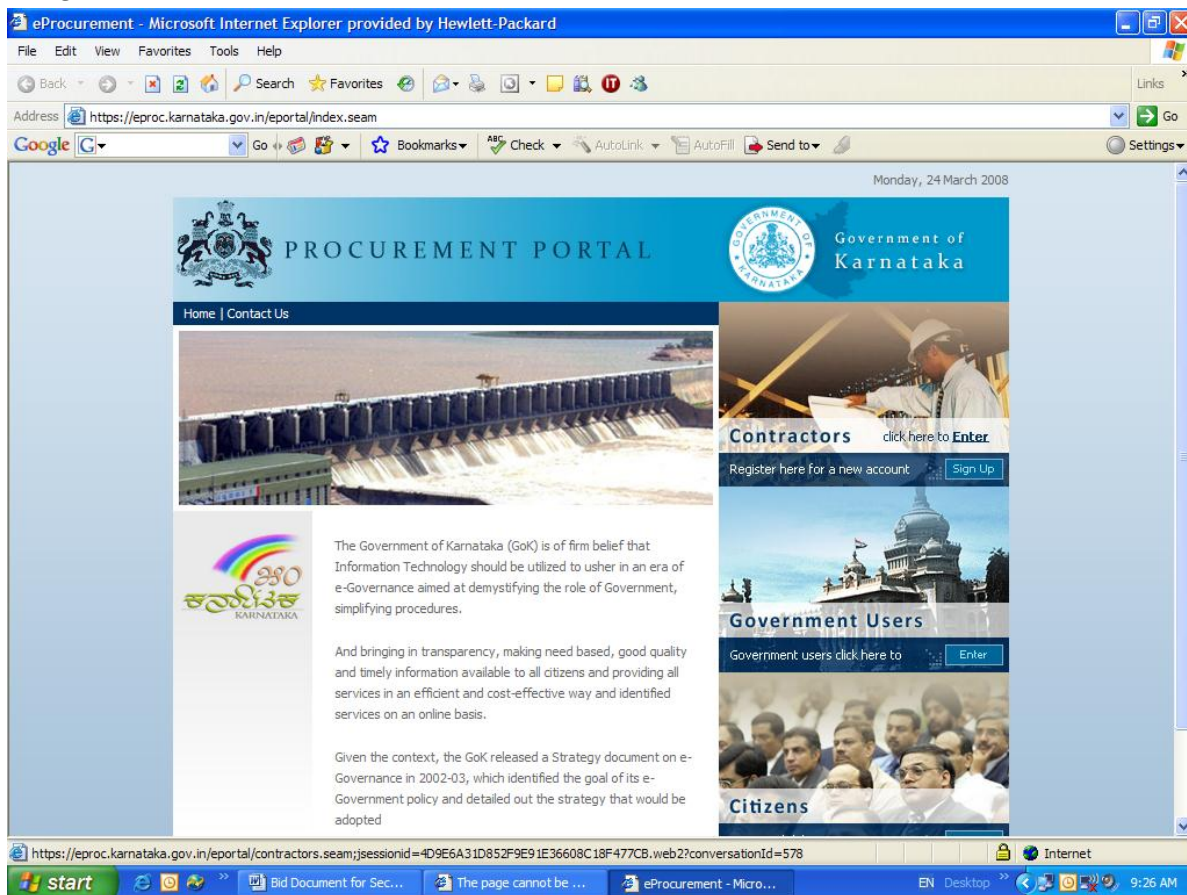 eProcurement - Microsoft Internet Explorer provided by Hewlett-Packard
File Edit View Favorites Tools Help
Back Search Favorites
Links
Address https://eproc.karnataka.gov.in/eportal/index.seam Go
Google G Go Bookmarks ABC Check AutoLink AutoFill Send to Settings
Monday, 24 March 2008
PROCUREMENT PORTAL
GOVERNMENT OF KARNATAKA
Government of
Karnataka
Home | Contact Us
Contractors click here to Enter
Register here for a new account Sign Up
Government Users
Government users click here to Enter
Citizens
ಕರ್ನಾಟಕ
KARNATAKA
The Government of Karnataka (GoK) is of firm belief that
Information Technology should be utilized to usher in an era of
e-Governance aimed at demystifying the role of Government,
simplifying procedures.
And bringing in transparency, making need based, good quality
and timely information available to all citizens and providing all
services in an efficient and cost-effective way and identified
services on an online basis.
Given the context, the GoK released a Strategy document on e-
Governance in 2002-03, which identified the goal of its e-
Government policy and detailed out the strategy that would be
adopted
https://eproc.karnataka.gov.in/eportal/contractors.seam;jsessionid=4D9E6A31D852F9E91E36608C18F477CB.web2?conversationId=578
Internet
start Bid Document for Sec... The page cannot be ... eProcurement - Micro... EN Desktop 9:26 AM